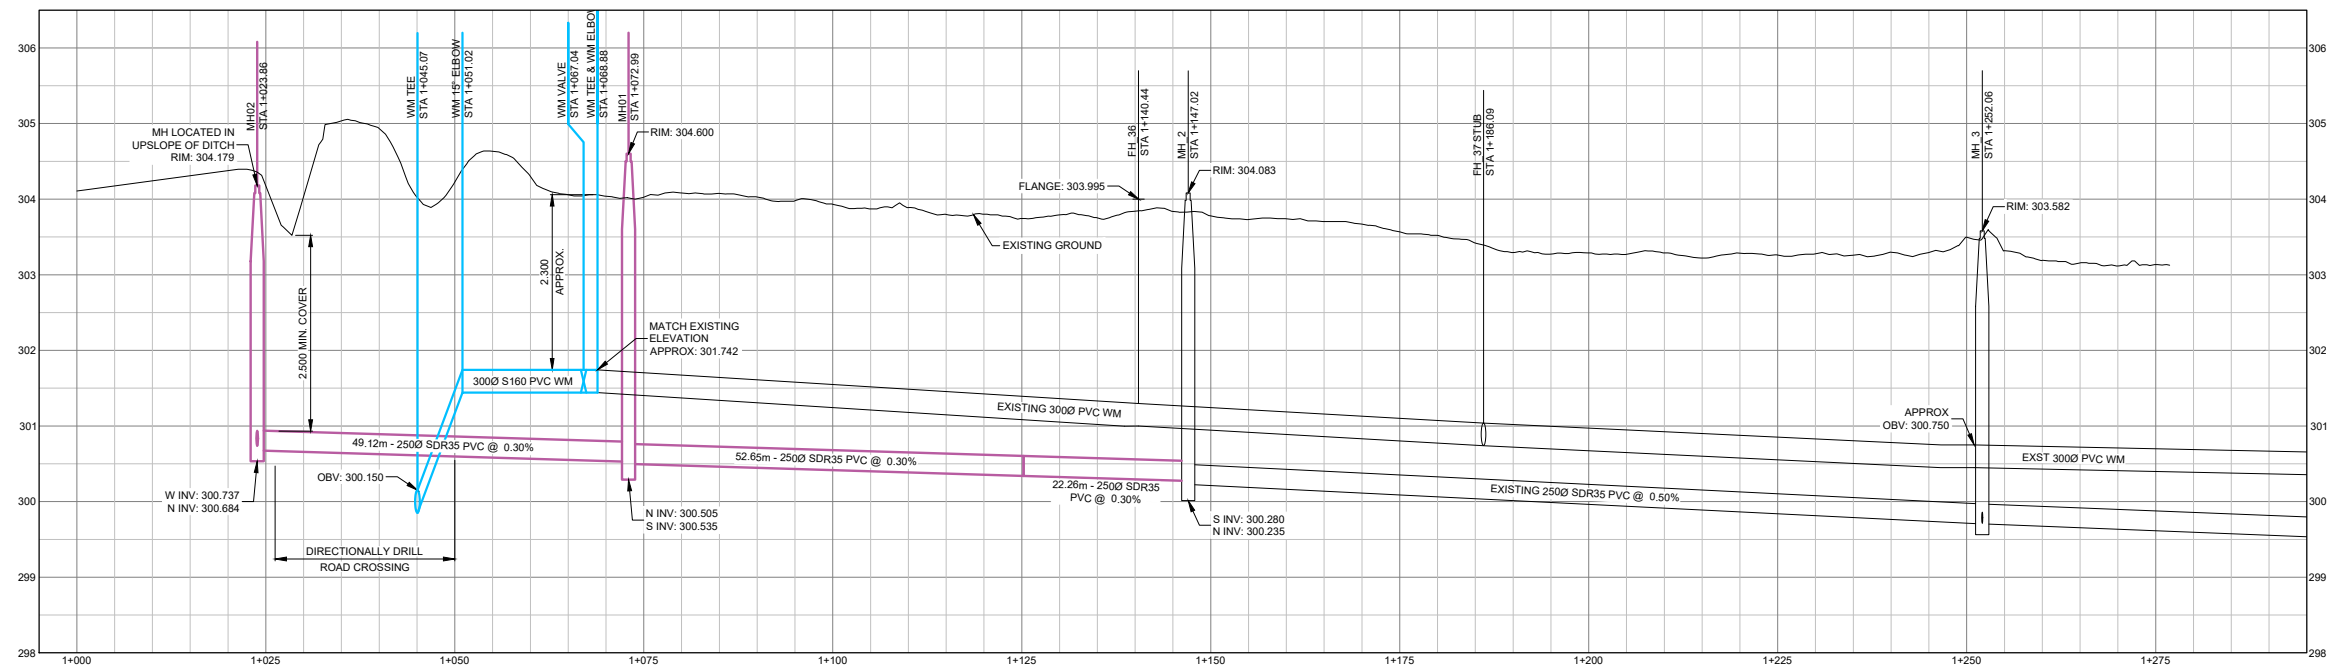 306
305
304
303
302
301
300
299
298
306
305
304
303
302
301
300
299
298
1+000
1+025
1+050
1+075
1+100
1+125
1+150
1+175
1+200
1+225
1+250
1+275
MH02
STA 1+023.86
MH LOCATED IN
UPSLOPE OF DITCH
RIM: 304.179
2.500 MIN. COVER
W INV: 300.737
N INV: 300.684
DIRECTIONALLY DRILL
ROAD CROSSING
49.12m - 250Ø SDR35 PVC @ 0.30%
OBV: 300.150
WM TEE
STA 1+045.07
WM 15° ELBOW
STA 1+051.02
300Ø S160 PVC WM
2.300
APPROX.
WM VALVE
STA 1+067.04
WM TEE & WM ELBOW
STA 1+068.88
MH01
STA 1+072.99
RIM: 304.600
MATCH EXISTING
ELEVATION
APPROX: 301.742
N INV: 300.505
S INV: 300.535
52.65m - 250Ø SDR35 PVC @ 0.30%
EXISTING GROUND
EXISTING 300Ø PVC WM
22.26m - 250Ø SDR35
PVC @ 0.30%
FLANGE: 303.995
FH_36
STA 1+140.44
MH_2
STA 1+147.02
RIM: 304.083
S INV: 300.280
N INV: 300.235
EXISTING 250Ø SDR35 PVC @ 0.50%
FH_37 STUB
STA 1+186.09
MH_3
STA 1+252.06
RIM: 303.582
APPROX
OBV: 300.750
EXST 300Ø PVC WM